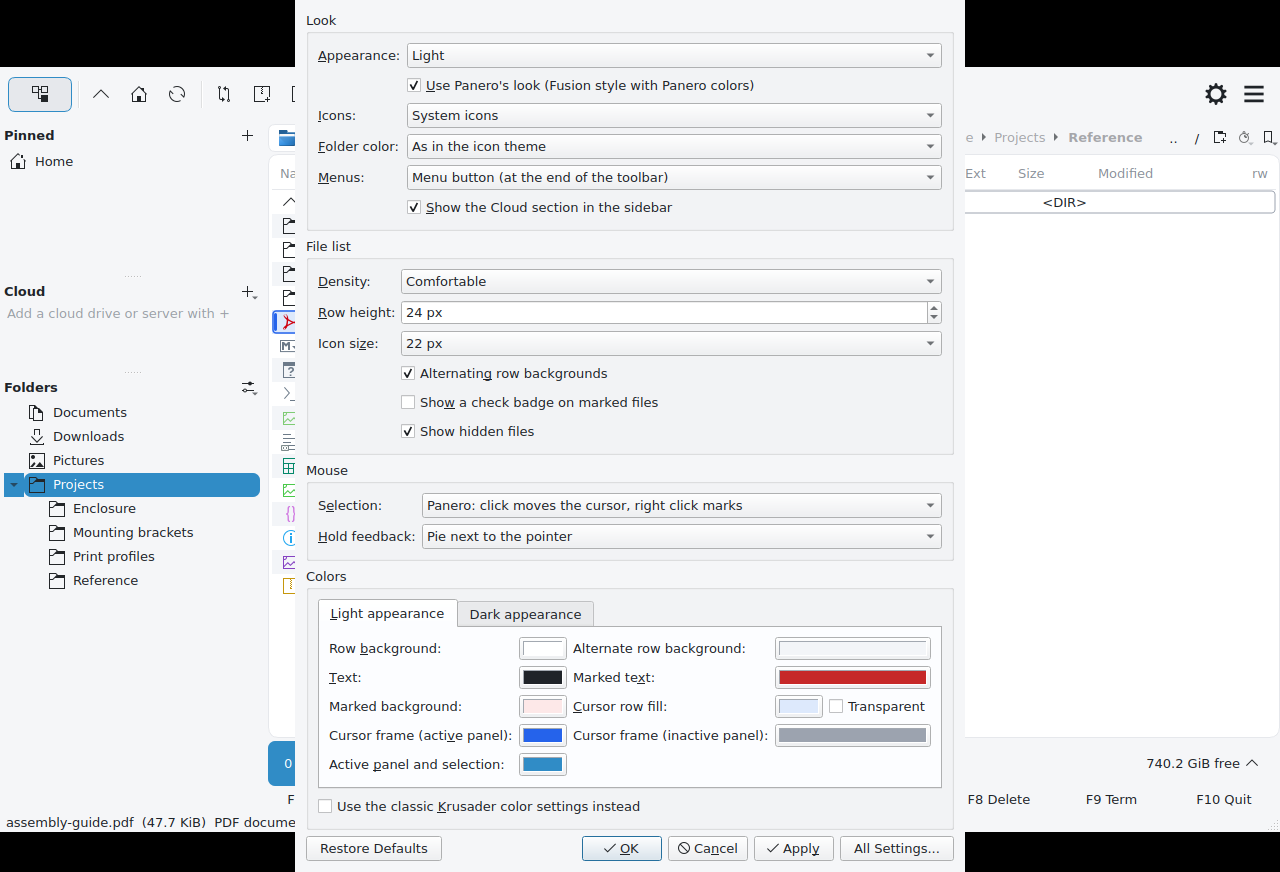 Look
Appearance: Light
Use Panero's look (Fusion style with Panero colors)
Icons: System icons
Folder color: As in the icon theme
Menus: Menu button (at the end of the toolbar)
Show the Cloud section in the sidebar
File list
Density: Comfortable
Row height: 24 px
Icon size: 22 px
Alternating row backgrounds
Show a check badge on marked files
Show hidden files
Mouse
Selection: Panero: click moves the cursor, right click marks
Hold feedback: Pie next to the pointer
Colors
Light appearance Dark appearance
Row background: Alternate row background:
Text: Marked text:
Marked background: Cursor row fill: Transparent
Cursor frame (active panel): Cursor frame (inactive panel):
Active panel and selection:
Use the classic Krusader color settings instead
Restore Defaults OK Cancel Apply All Settings...
Pinned
Home
Cloud
Add a cloud drive or server with +
Folders
Documents
Downloads
Pictures
Projects
Enclosure
Mounting brackets
Print profiles
Reference
Na
0
F
assembly-guide.pdf (47.7 KiB) PDF docume
e Projects Reference .. /
Ext Size Modified rw
<DIR>
740.2 GiB free
F8 Delete F9 Term F10 Quit